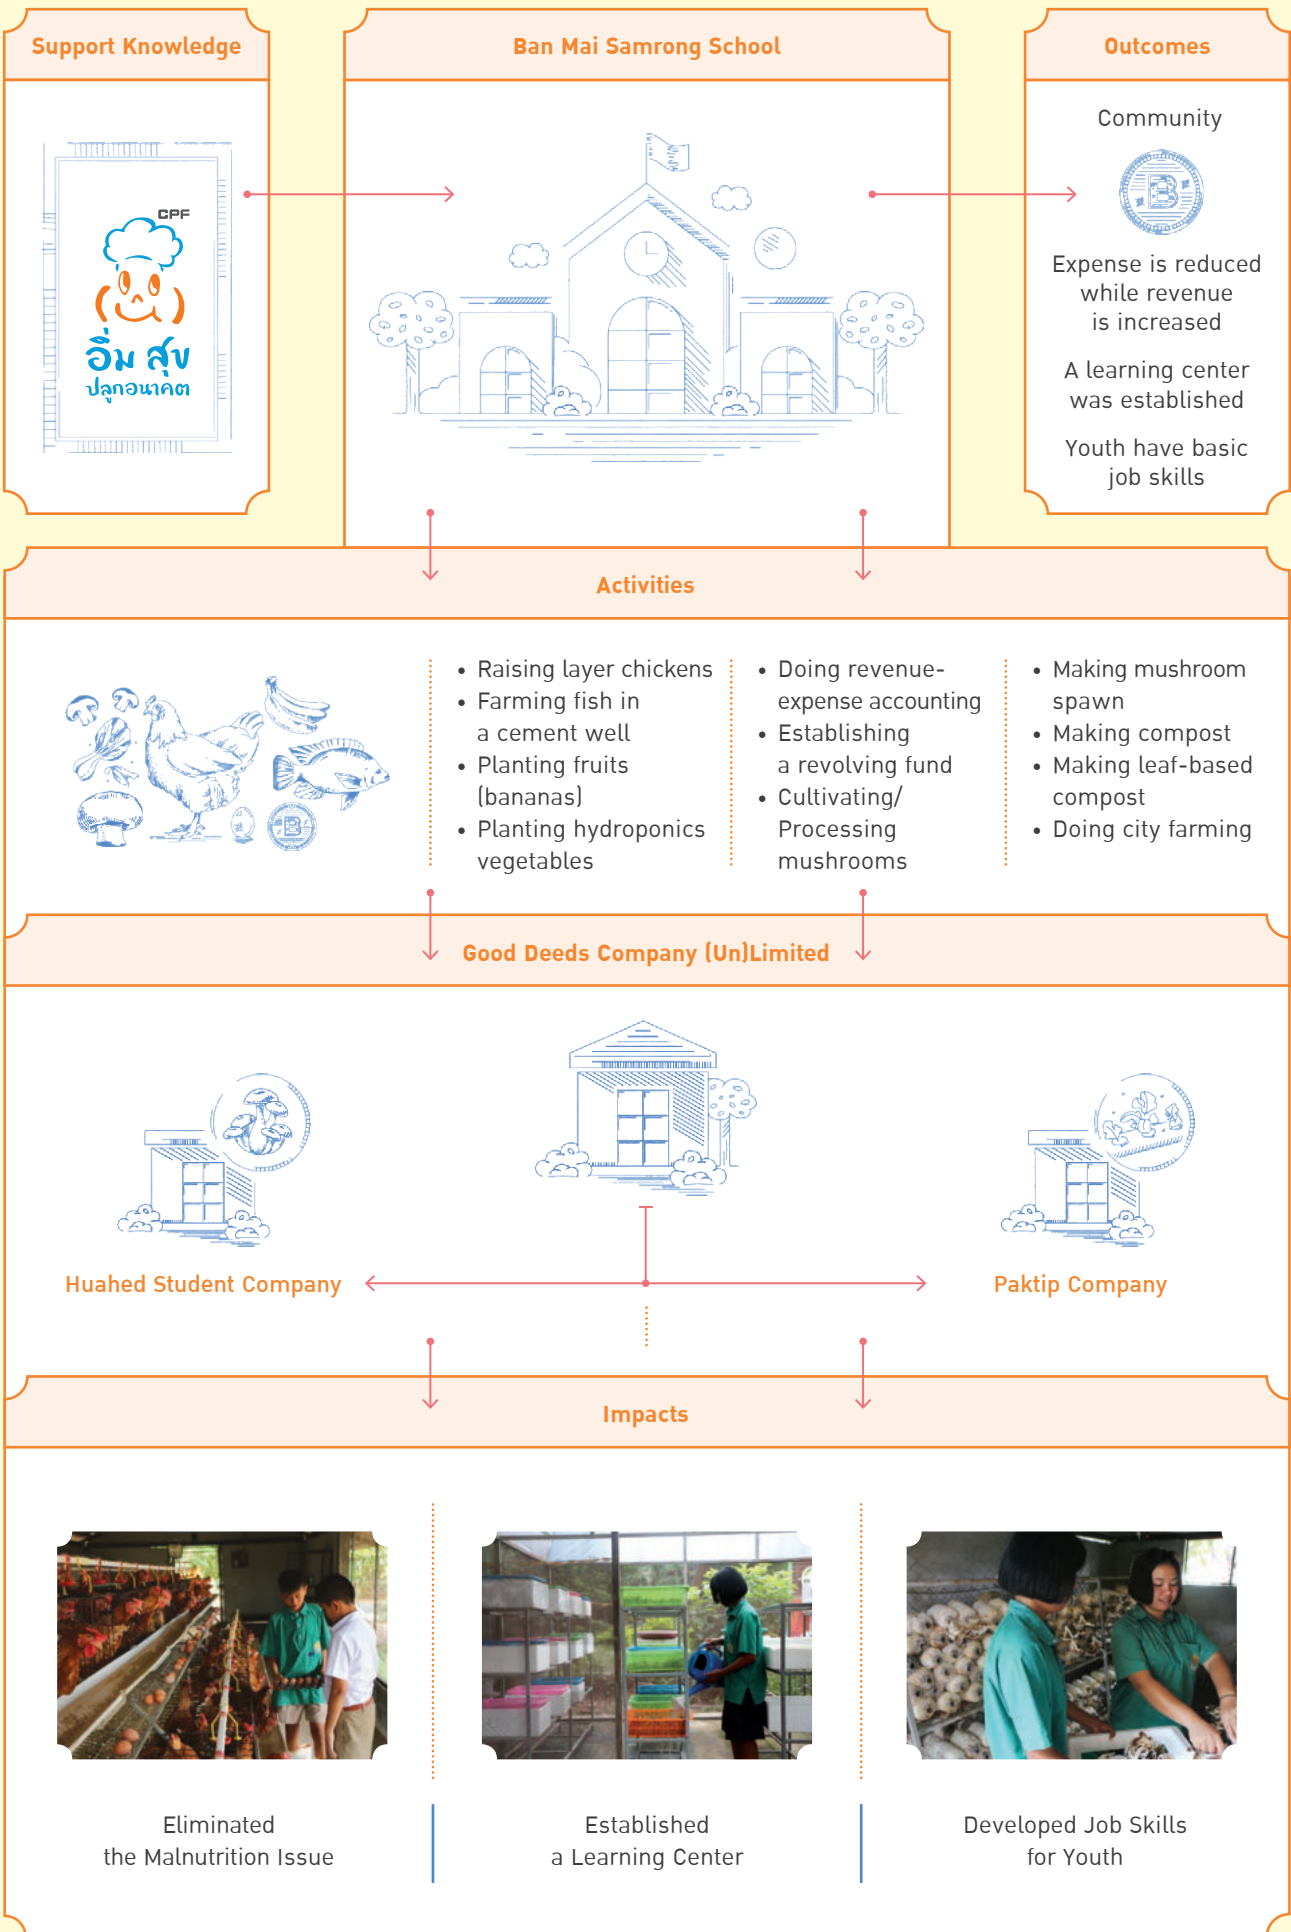 Support Knowledge
CPF
อิ่ม สุข
ปลูกอนาคต
Ban Mai Samrong School
Outcomes
Community
B
Expense is reduced
while revenue
is increased
A learning center
was established
Youth have basic
job skills
Activities
B
• Raising layer chickens
• Farming fish in
a cement well
• Planting fruits
(bananas)
• Planting hydroponics
vegetables
• Doing revenue-
expense accounting
• Establishing
a revolving fund
• Cultivating/
Processing
mushrooms
• Making mushroom
spawn
• Making compost
• Making leaf-based
compost
• Doing city farming
Good Deeds Company (Un)Limited
Huahed Student Company
Paktip Company
Impacts
Eliminated
the Malnutrition Issue
Established
a Learning Center
Developed Job Skills
for Youth